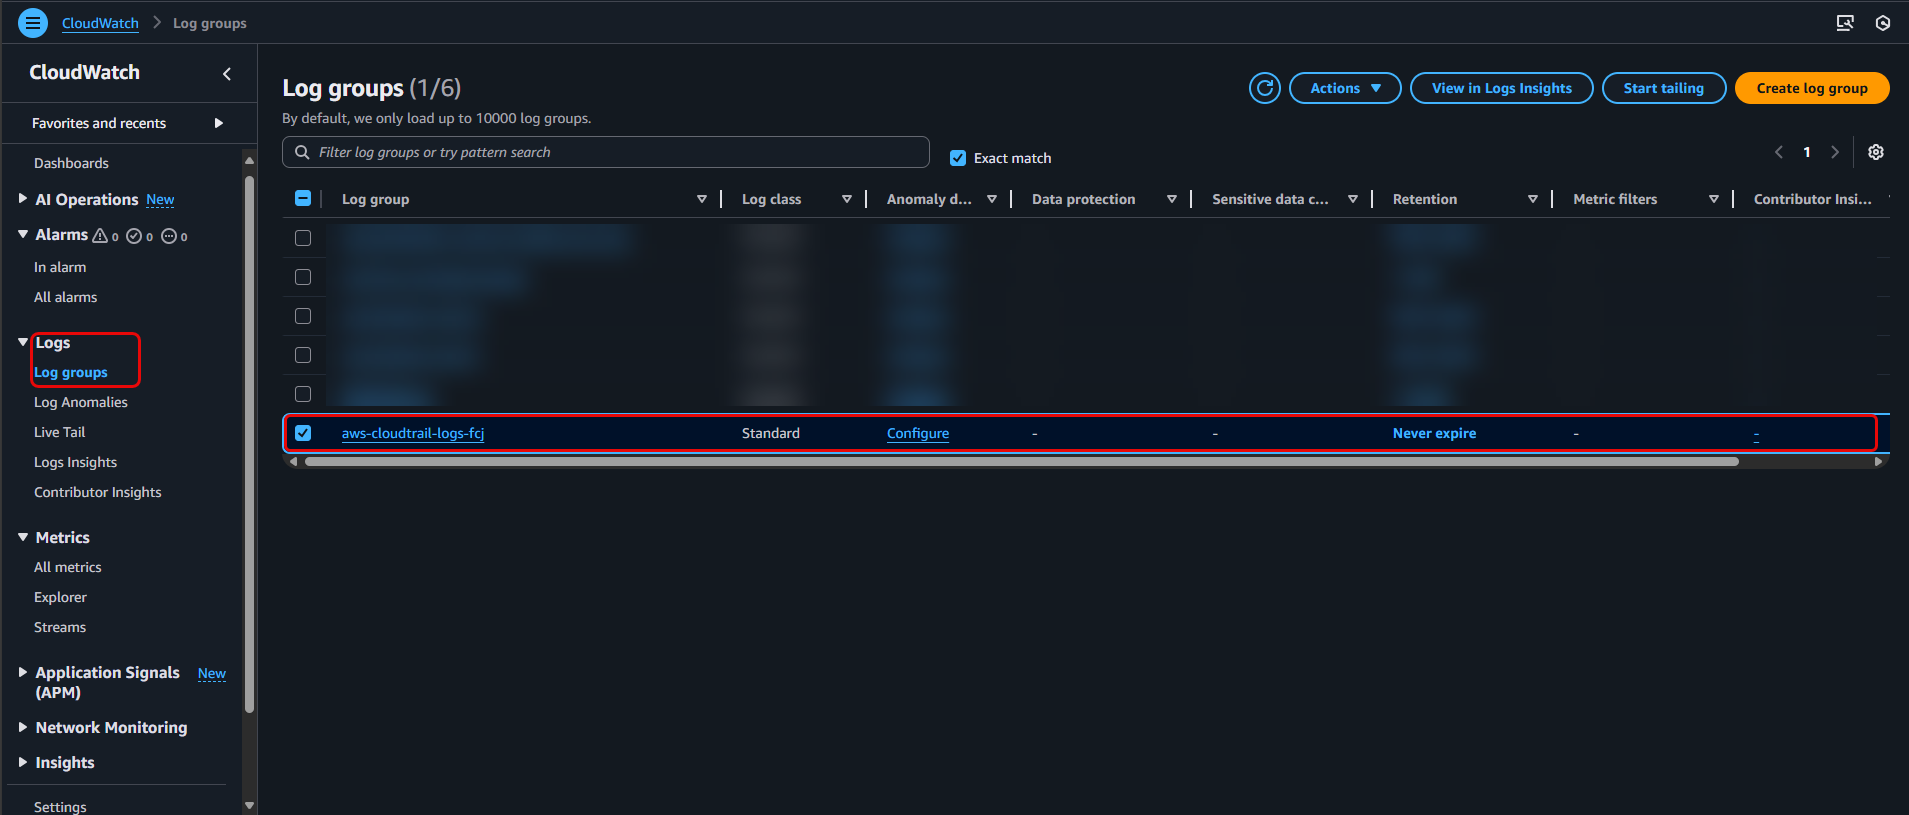 CloudWatch > Log groups
CloudWatch
Favorites and recents
Dashboards
AI Operations New
Alarms 0 0 0
In alarm
All alarms
Logs
Log groups
Log Anomalies
Live Tail
Logs Insights
Contributor Insights
Metrics
All metrics
Explorer
Streams
Application Signals New
(APM)
Network Monitoring
Insights
Settings
Log groups (1/6)
Actions View in Logs Insights Start tailing Create log group
By default, we only load up to 10000 log groups.
Filter log groups or try pattern search Exact match 1
Log group Log class Anomaly d... Data protection Sensitive data c... Retention Metric filters Contributor Insi...
aws-cloudtrail-logs-fcj Standard Configure - - Never expire - -